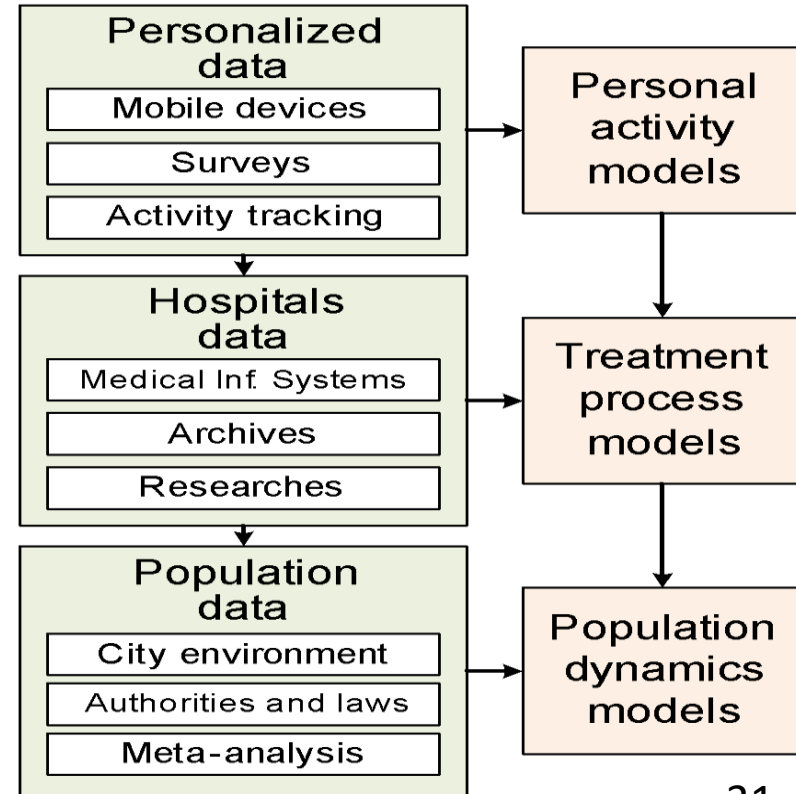 Personalized
data
Mobile devices
Surveys
Activity tracking
Personal
activity
models
Hospitals
data
Medical Inf. Systems
Archives
Researches
Treatment
process
models
Population
data
City environment
Authorities and laws
Meta-analysis
Population
dynamics
models